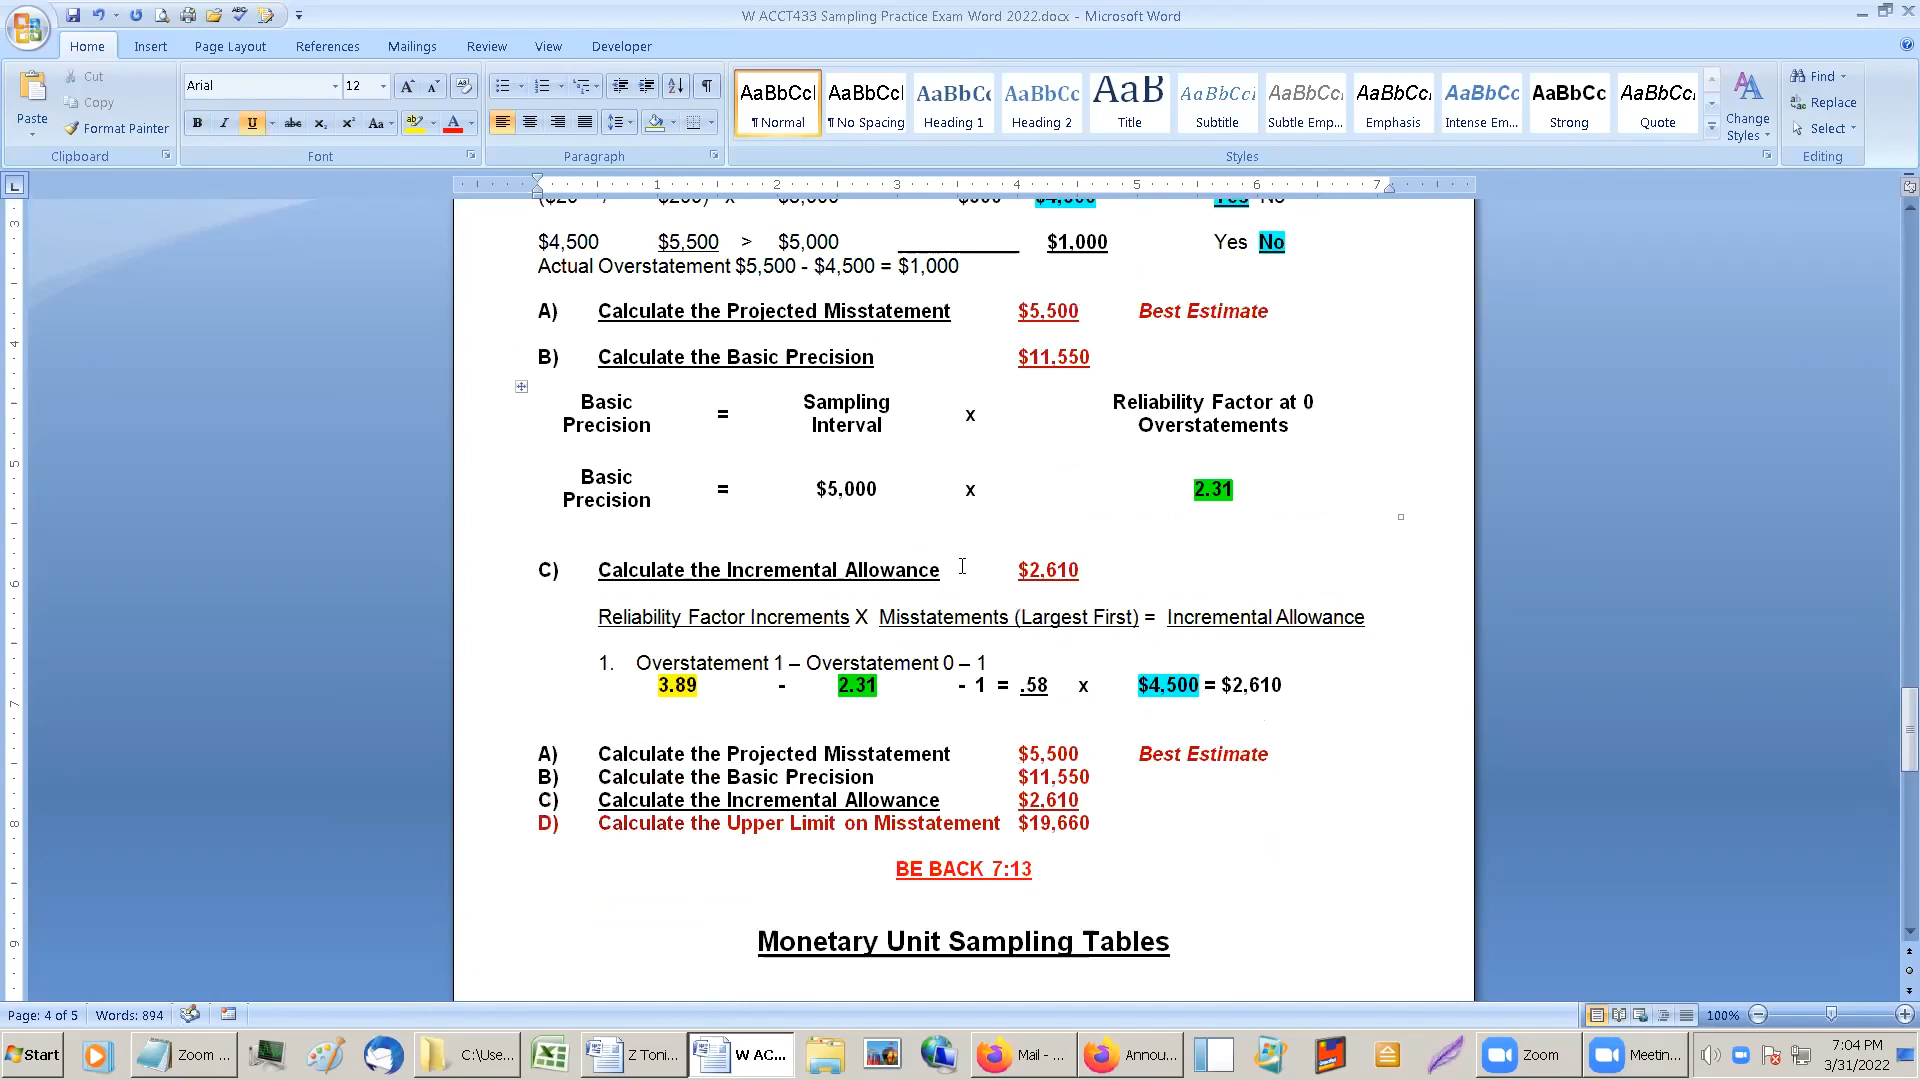 W ACCT433 Sampling Practice Exam Word 2022.docx - Microsoft Word
Home Insert Page Layout References Mailings Review View Developer
Paste
Cut
Copy
Format Painter
Clipboard
Arial 12
Font
Paragraph
AaBbCcI AaBbCcI AaBbCc AaBbCc AaB AaBbCcI AaBbCcI AaBbCcI AaBbCcI AaBbCc AaBbCcI
¶ Normal ¶ No Spacing Heading 1 Heading 2 Title Subtitle Subtle Emp... Emphasis Intense Em... Strong Quote
Change Styles
Styles
Find
Replace
Select
Editing
1 2 3 4 5 6 7
$4,500 $5,500 > $5,000 $1,000 Yes No
Actual Overstatement $5,500 - $4,500 = $1,000
A) Calculate the Projected Misstatement $5,500 Best Estimate
B) Calculate the Basic Precision $11,550
Basic Precision = Sampling Interval x Reliability Factor at 0 Overstatements
Basic Precision = $5,000 x 2.31
C) Calculate the Incremental Allowance $2,610
Reliability Factor Increments X Misstatements (Largest First) = Incremental Allowance
1. Overstatement 1 – Overstatement 0 – 1
3.89 - 2.31 - 1 = .58 x $4,500 = $2,610
A) Calculate the Projected Misstatement $5,500 Best Estimate
B) Calculate the Basic Precision $11,550
C) Calculate the Incremental Allowance $2,610
D) Calculate the Upper Limit on Misstatement $19,660
BE BACK 7:13
Monetary Unit Sampling Tables
Page: 4 of 5 Words: 894 100%
Start Zoom ... C:\Use... Z Toni... W AC... Mail - ... Annou... Zoom Meetin... 7:04 PM
3/31/2022